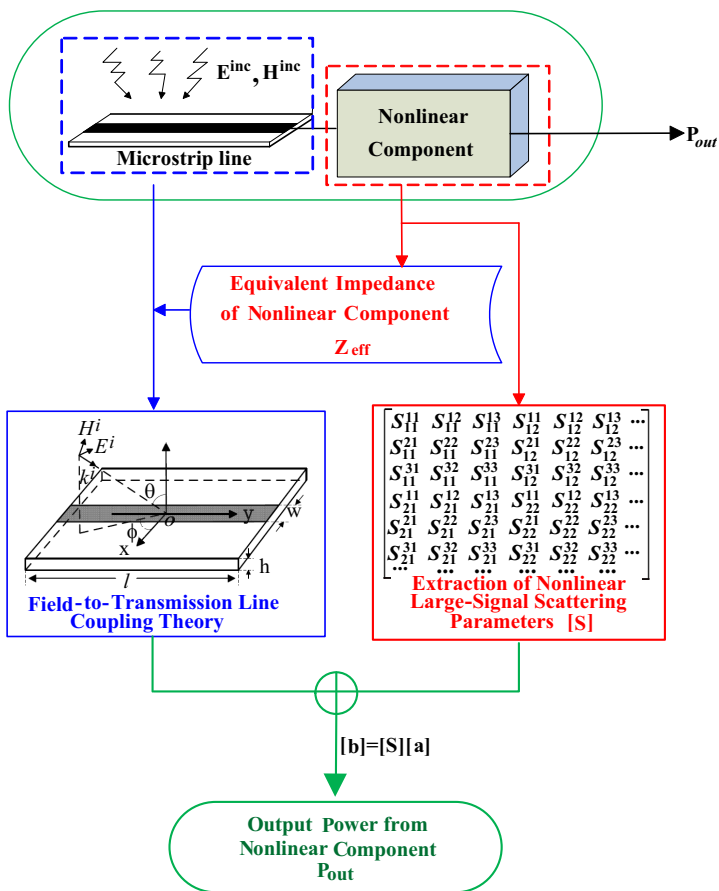 E^inc, H^inc
Microstrip line
Nonlinear
Component
P_out
Equivalent Impedance
of Nonlinear Component
Z_eff
H^i
E^i
k^i
θ
ϕ
o
y
x
w
h
l
Field-to-Transmission Line
Coupling Theory
S_11^11 S_11^12 S_11^13 S_12^11 S_12^12 S_12^13 ...
S_11^21 S_11^22 S_11^23 S_12^21 S_12^22 S_12^23 ...
S_11^31 S_11^32 S_11^33 S_12^31 S_12^32 S_12^33 ...
S_21^11 S_21^12 S_21^13 S_22^11 S_22^12 S_22^13 ...
S_21^21 S_21^22 S_21^23 S_22^21 S_22^22 S_22^23 ...
S_21^31 S_21^32 S_21^33 S_22^31 S_22^32 S_22^33 ...
... ... ... ... ... ...
Extraction of Nonlinear
Large-Signal Scattering
Parameters [S]
[b]=[S][a]
Output Power from
Nonlinear Component
P_out